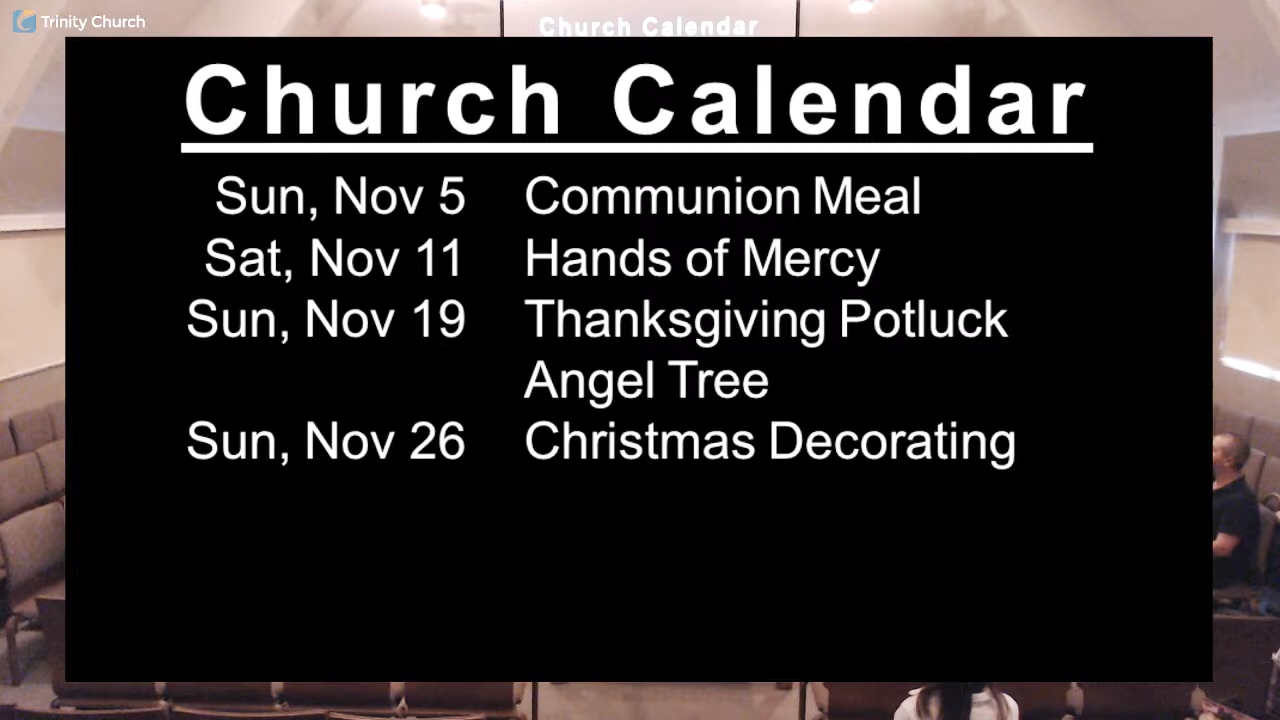 Trinity Church
Church Calendar
Church Calendar
Sun, Nov 5 Communion Meal
Sat, Nov 11 Hands of Mercy
Sun, Nov 19 Thanksgiving Potluck
Angel Tree
Sun, Nov 26 Christmas Decorating